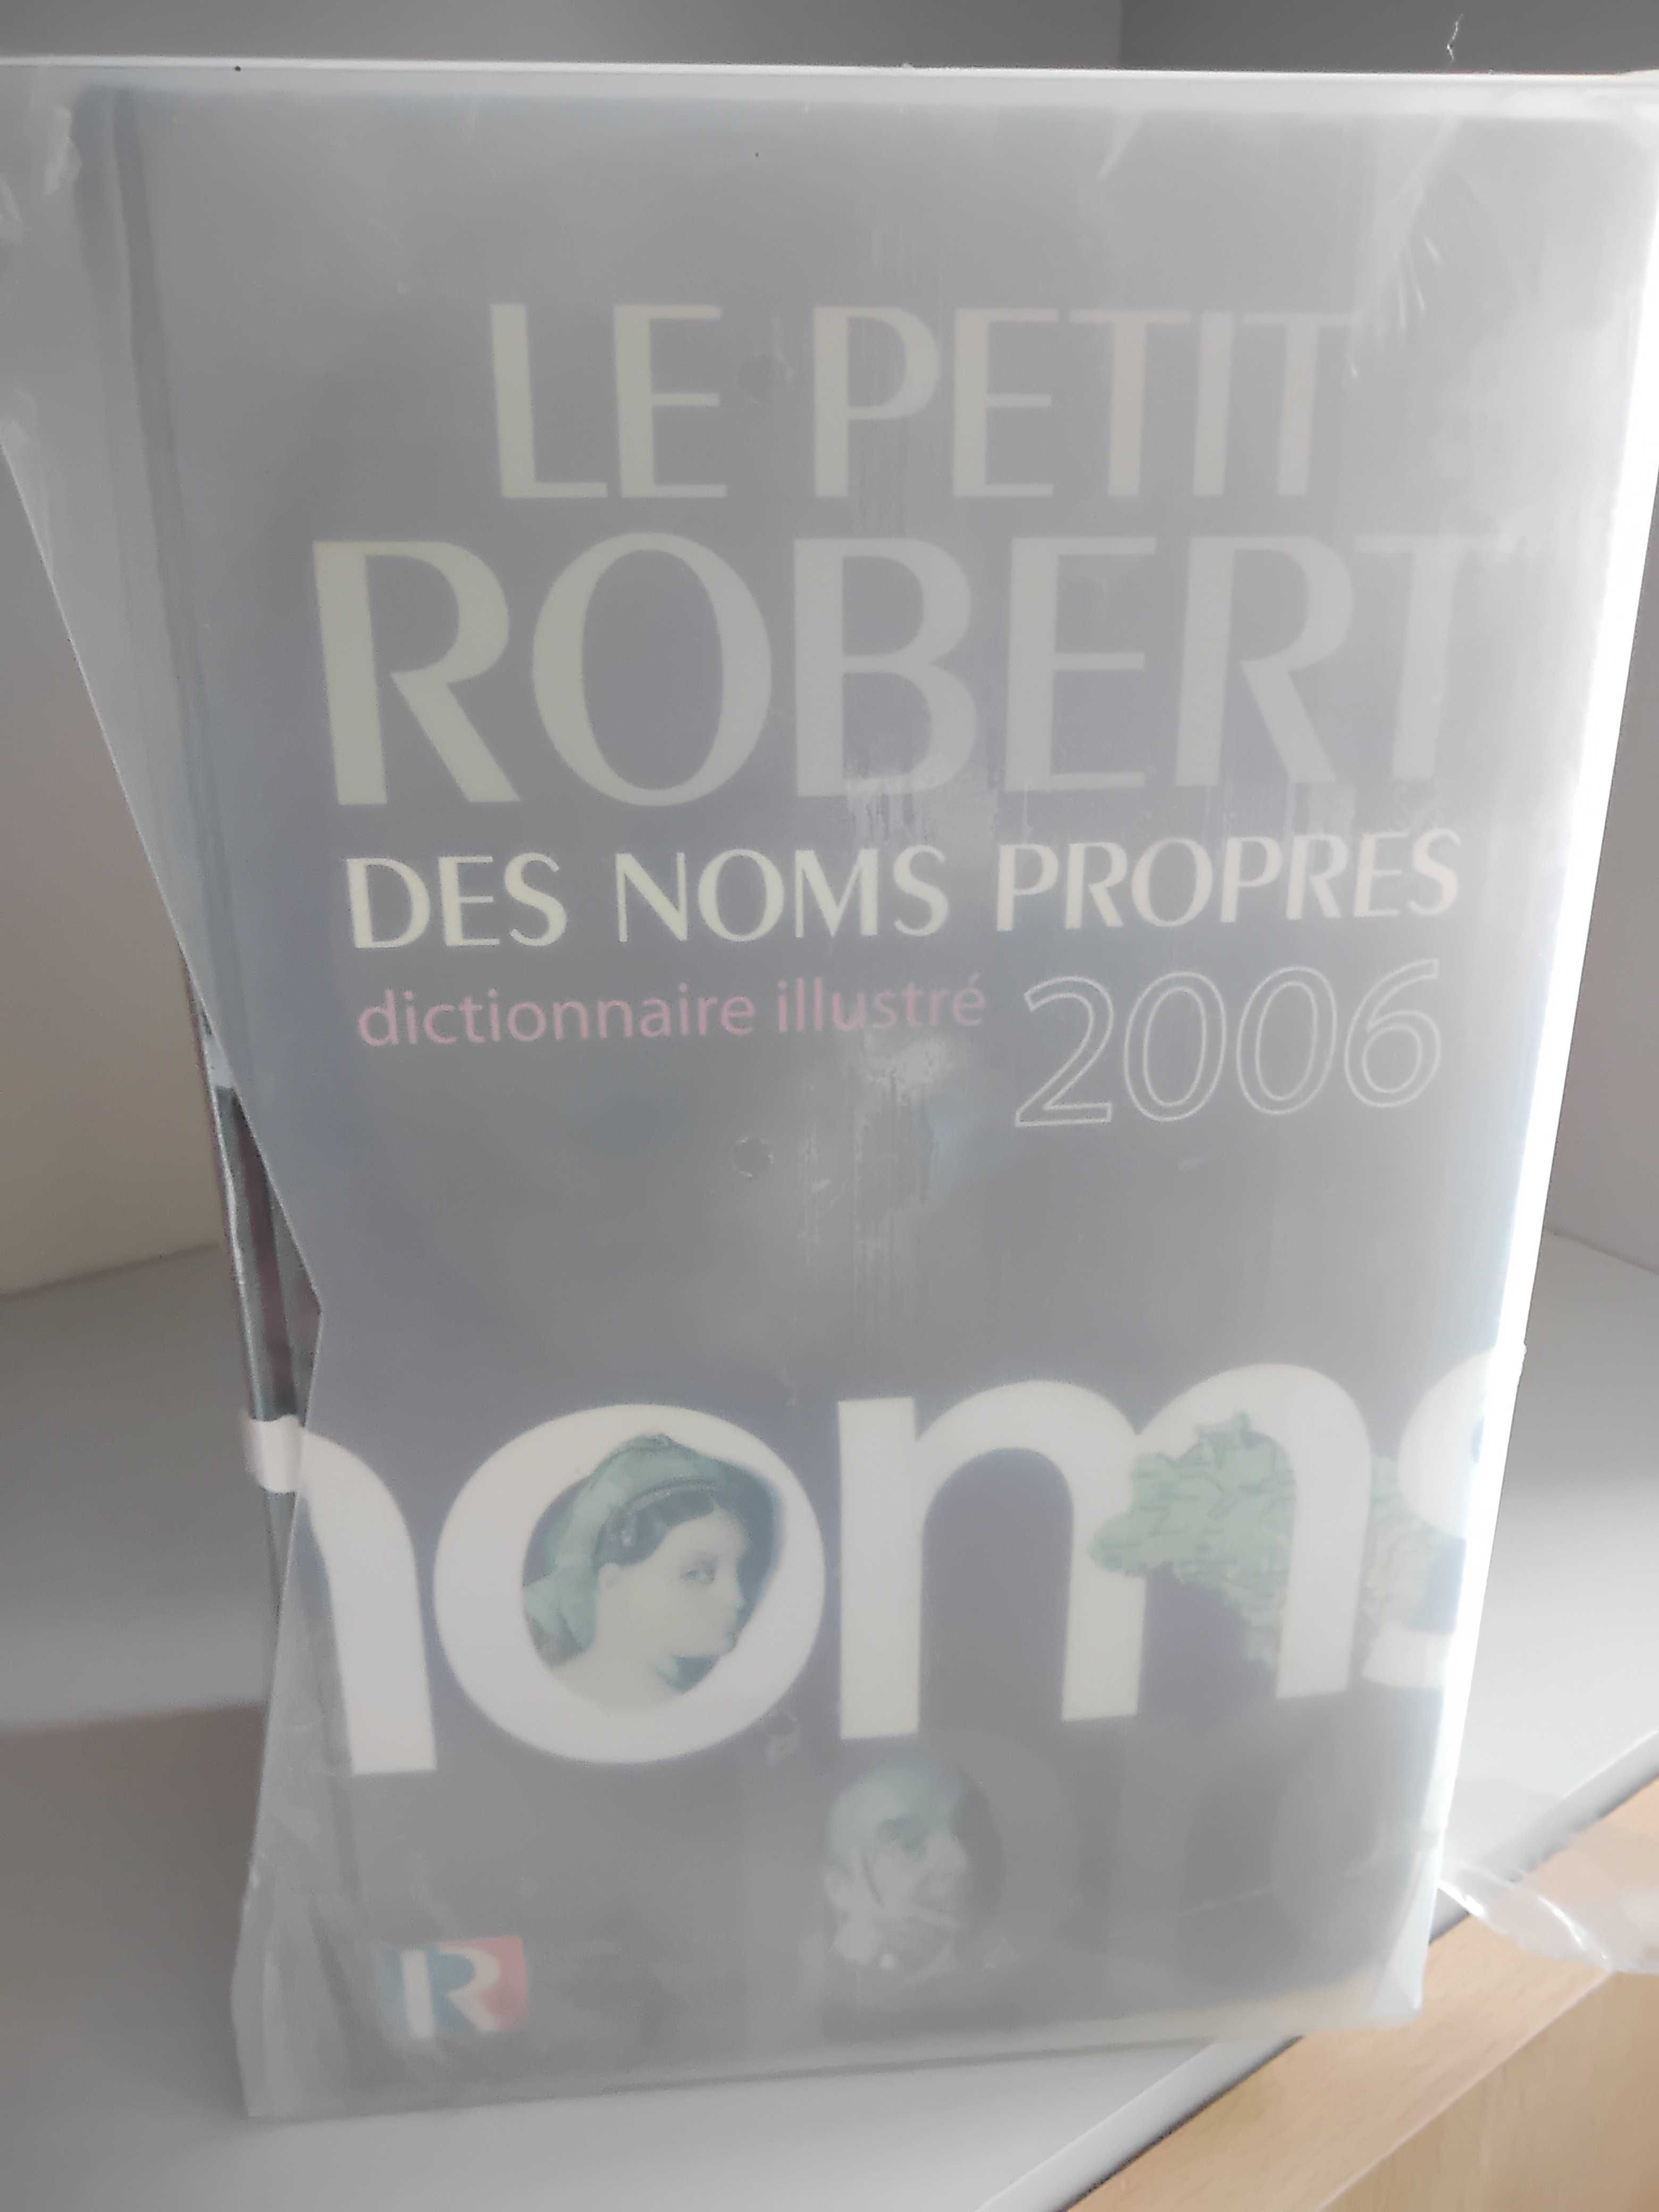 LE PETIT
ROBERT
DES NOMS PROPRES
dictionnaire illustré 2006
noms
R